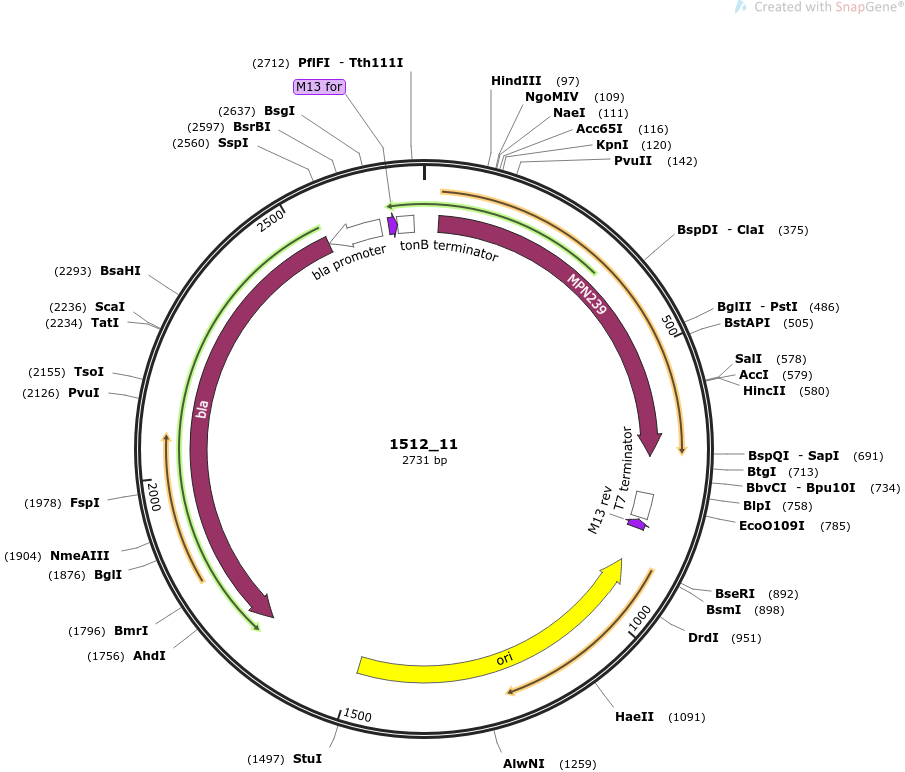 Created with SnapGene®
(2712) PflFI - Tth111I
M13 for
(2637) BsgI
(2597) BsrBI
(2560) SspI
HindIII (97)
NgoMIV (109)
NaeI (111)
Acc65I (116)
KpnI (120)
PvuII (142)
2500
bla promoter
tonB terminator
BspDI - ClaI (375)
(2293) BsaHI
MPN239
(2236) ScaI
(2234) TatI
BglII - PstI (486)
BstAPI (505)
500
(2155) TsoI
(2126) PvuI
SalI (578)
AccI (579)
HincII (580)
bla
1512_11
2731 bp
T7 terminator
M13 rev
BspQI - SapI (691)
BtgI (713)
BbvCI - Bpu10I (734)
BlpI (758)
EcoO109I (785)
2000
(1978) FspI
(1904) NmeAIII
(1876) BglI
BseRI (892)
BsmI (898)
DrdI (951)
1000
(1796) BmrI
(1756) AhdI
ori
HaeII (1091)
1500
(1497) StuI
AlwNI (1259)